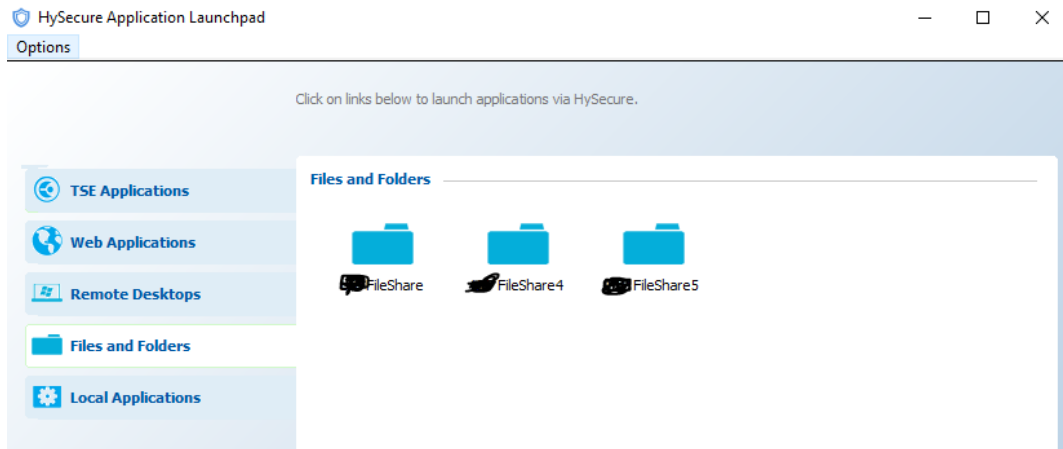 HySecure Application Launchpad
Options
Click on links below to launch applications via HySecure.
TSE Applications
Web Applications
Remote Desktops
Files and Folders
Local Applications
Files and Folders
FileShare
FileShare4
FileShare5